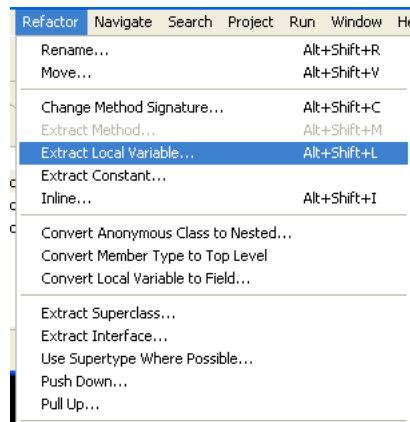 Refactor Navigate Search Project Run Window
Rename... Alt+Shift+R
Move... Alt+Shift+V
Change Method Signature... Alt+Shift+C
Extract Method... Alt+Shift+M
Extract Local Variable... Alt+Shift+L
Extract Constant...
Inline... Alt+Shift+I
Convert Anonymous Class to Nested...
Convert Member Type to Top Level
Convert Local Variable to Field...
Extract Superclass...
Extract Interface...
Use Supertype Where Possible...
Push Down...
Pull Up...